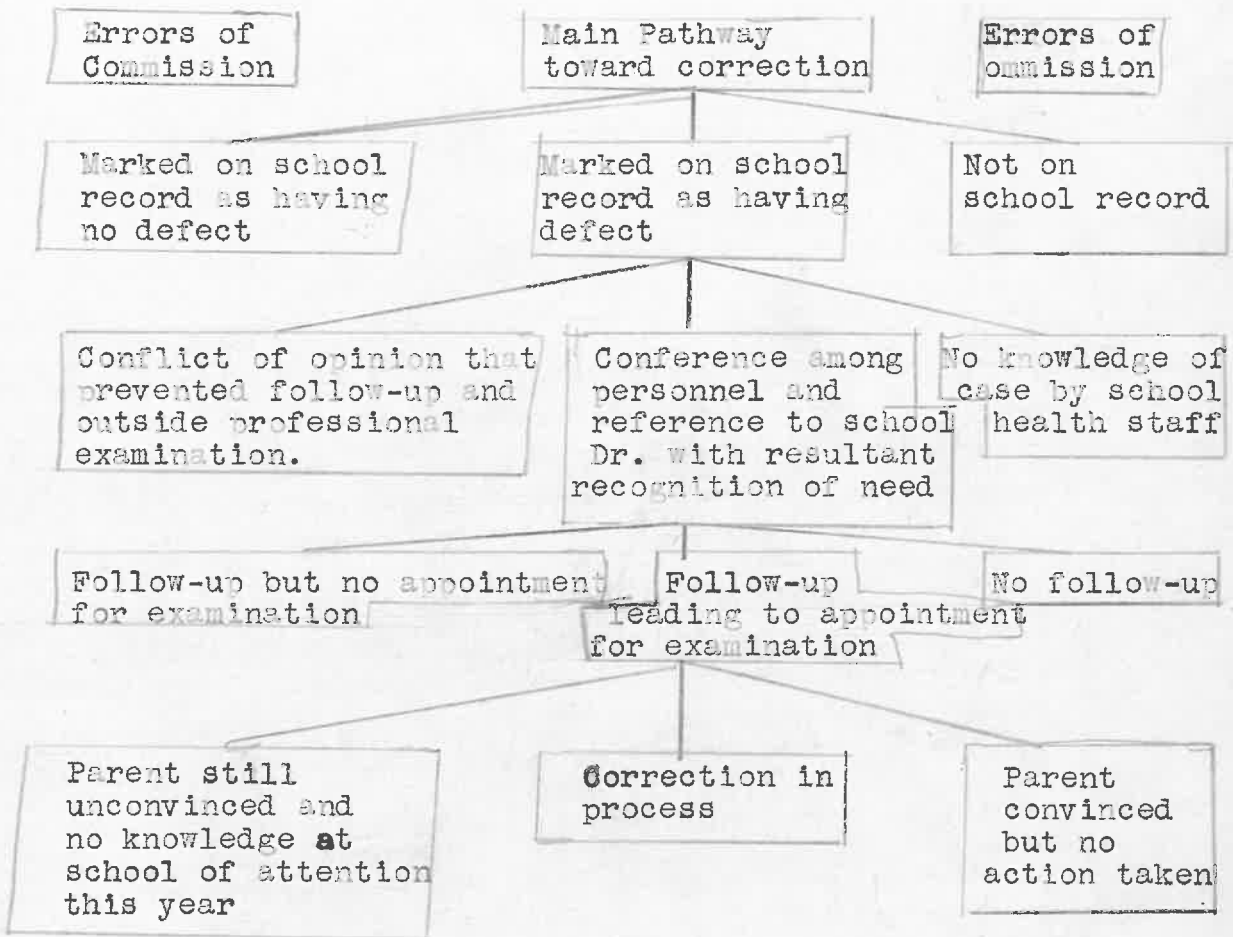 Errors of
Commission
Main Pathway
toward correction
Errors of
ommission
Marked on school
record as having
no defect
Marked on school
record as having
defect
Not on
school record
Conflict of opinion that
prevented follow-up and
outside professional
examination.
Conference among
personnel and
reference to school
Dr. with resultant
recognition of need
No knowledge of
case by school
health staff
Follow-up but no appointment
for examination
Follow-up
leading to appointment
for examination
No follow-up
Parent still
unconvinced and
no knowledge at
school of attention
this year
Correction in
process
Parent
convinced
but no
action taken